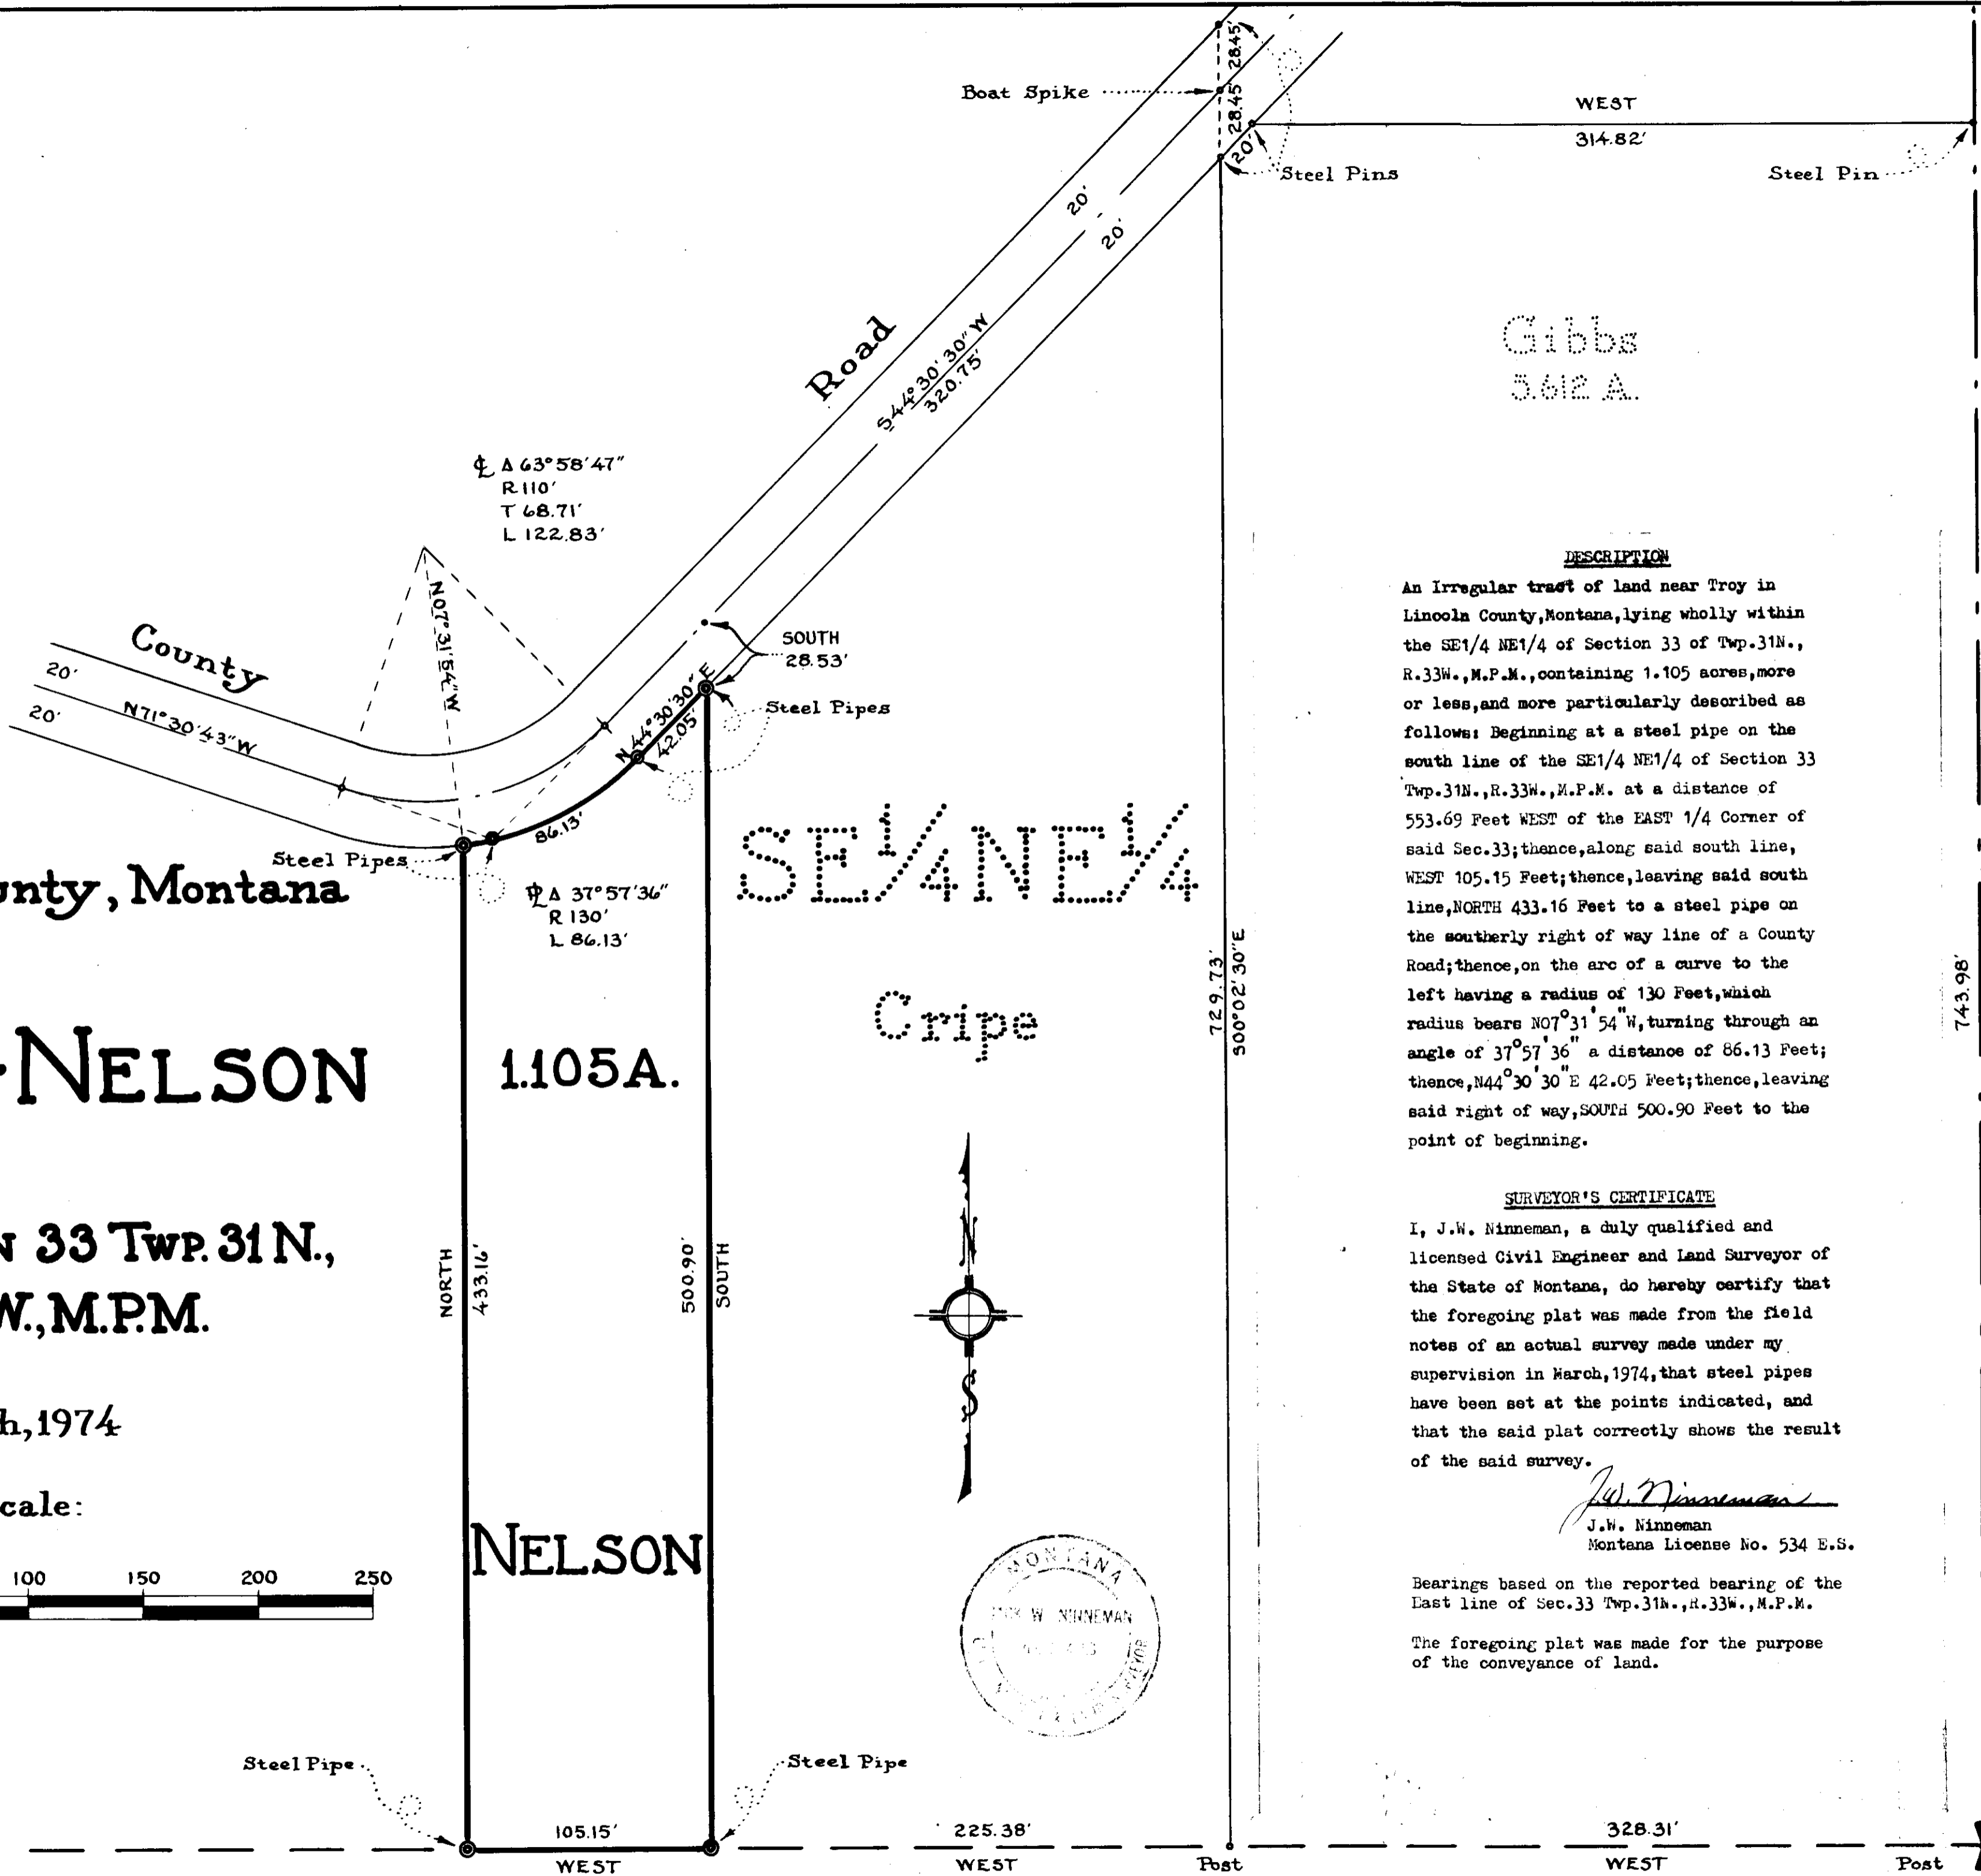 Boat Spike
28.45'
28.45'
20'
WEST
314.82'
Steel Pins
Steel Pin
20'
20'
Road
S44°30'30"W
320.75'
Gibbs
5.612 A.
℄ Δ 63°58'47"
R 110'
T 68.71'
L 122.83'
N07°31'54"W
County
20'
20'
N71°30'43"W
SOUTH
28.53'
N44°30'30"E
42.05'
Steel Pipes
86.13'
Steel Pipes
℄ Δ 37°57'36"
R 130'
L 86.13'
SE¼NE¼
unty, Montana
NELSON
1.105A.
Cripe
729.73'
S00°02'30"E
743.98'
33 TWP. 31 N.,
W., M.P.M.
h, 1974
cale:
100 150 200 250
NORTH
433.16'
500.90'
SOUTH
N
S
NELSON
MONTANA
W. NINNEMAN
Steel Pipe
Steel Pipe
105.15'
WEST
225.38'
WEST
Post
328.31'
WEST
Post
DESCRIPTION
An Irregular tract of land near Troy in
Lincoln County,Montana,lying wholly within
the SE1/4 NE1/4 of Section 33 of Twp.31N.,
R.33W.,M.P.M.,containing 1.105 acres,more
or less,and more particularly described as
follows: Beginning at a steel pipe on the
south line of the SE1/4 NE1/4 of Section 33
Twp.31N.,R.33W.,M.P.M. at a distance of
553.69 Feet WEST of the EAST 1/4 Corner of
said Sec.33;thence,along said south line,
WEST 105.15 Feet;thence,leaving said south
line,NORTH 433.16 Feet to a steel pipe on
the southerly right of way line of a County
Road;thence,on the arc of a curve to the
left having a radius of 130 Feet,which
radius bears N07°31'54"W,turning through an
angle of 37°57'36" a distance of 86.13 Feet;
thence,N44°30'30"E 42.05 Feet;thence,leaving
said right of way,SOUTH 500.90 Feet to the
point of beginning.
SURVEYOR'S CERTIFICATE
I, J.W. Ninneman, a duly qualified and
licensed Civil Engineer and Land Surveyor of
the State of Montana, do hereby certify that
the foregoing plat was made from the field
notes of an actual survey made under my
supervision in March,1974,that steel pipes
have been set at the points indicated, and
that the said plat correctly shows the result
of the said survey.
J.W. Ninneman
J.W. Ninneman
Montana License No. 534 E.S.
Bearings based on the reported bearing of the
East line of Sec.33 Twp.31N.,R.33W.,M.P.M.
The foregoing plat was made for the purpose
of the conveyance of land.